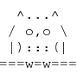 ^...^
/ o,o \
|):::(|
===w=w===